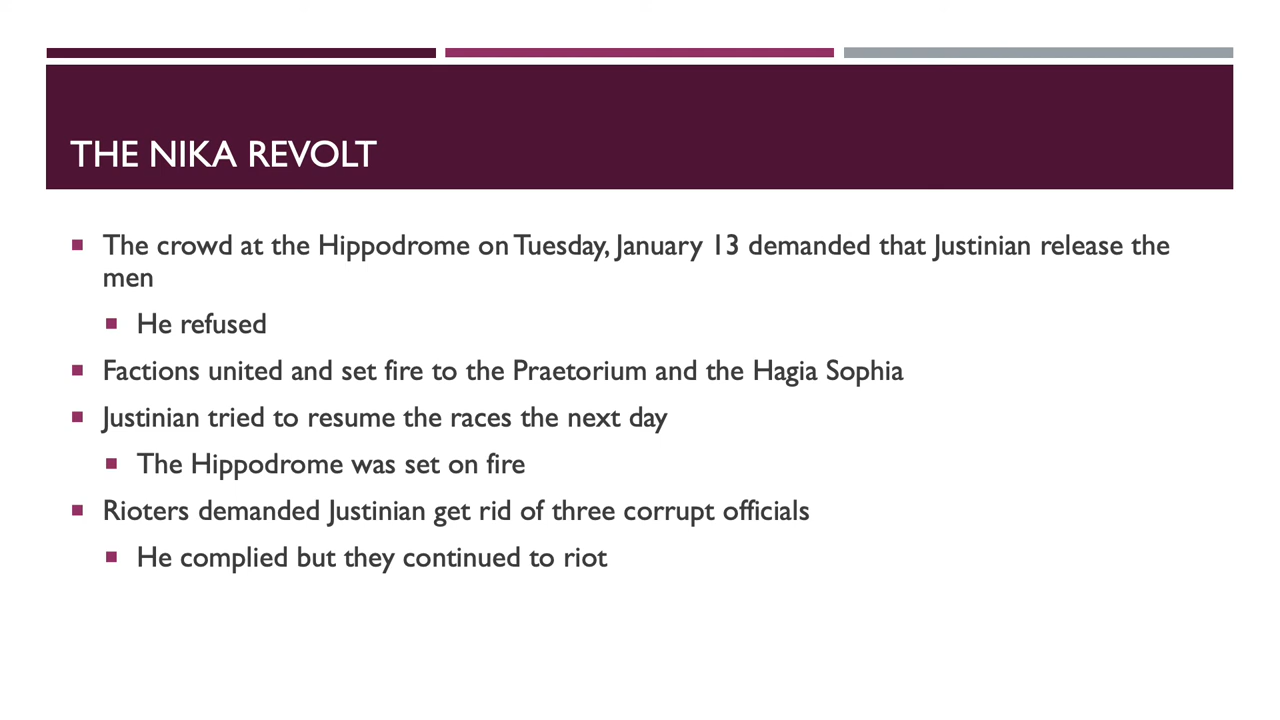 THE NIKA REVOLT
The crowd at the Hippodrome on Tuesday, January 13 demanded that Justinian release the
men
He refused
Factions united and set fire to the Praetorium and the Hagia Sophia
Justinian tried to resume the races the next day
The Hippodrome was set on fire
Rioters demanded Justinian get rid of three corrupt officials
He complied but they continued to riot